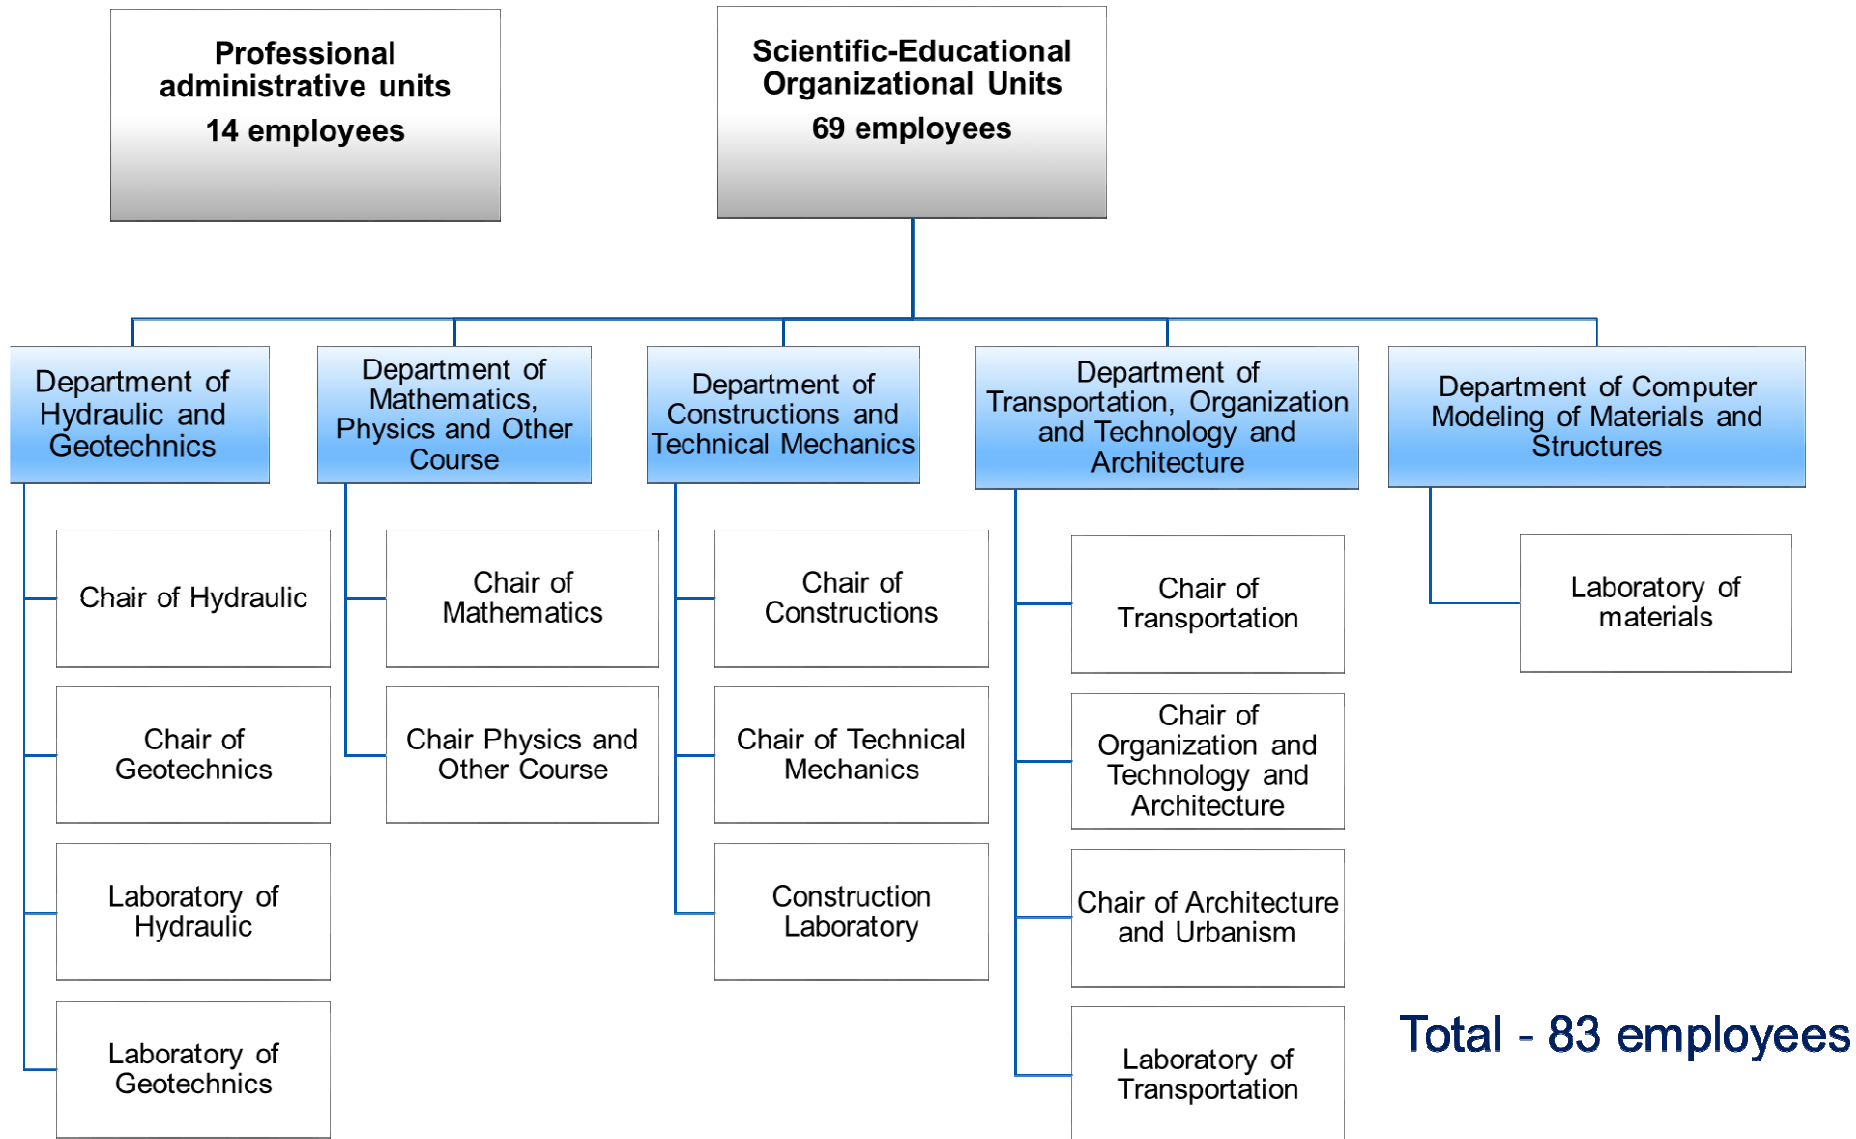 Professional
administrative units
14 employees
Scientific-Educational
Organizational Units
69 employees
Department of
Hydraulic and
Geotechnics
Department of
Mathematics,
Physics and Other
Course
Department of
Constructions and
Technical Mechanics
Department of
Transportation, Organization
and Technology and
Architecture
Department of Computer
Modeling of Materials and
Structures
Chair of Hydraulic
Chair of
Geotechnics
Laboratory of
Hydraulic
Laboratory of
Geotechnics
Chair of
Mathematics
Chair Physics and
Other Course
Chair of
Constructions
Chair of Technical
Mechanics
Construction
Laboratory
Chair of
Transportation
Chair of
Organization and
Technology and
Architecture
Chair of Architecture
and Urbanism
Laboratory of
Transportation
Laboratory of
materials
Total - 83 employees